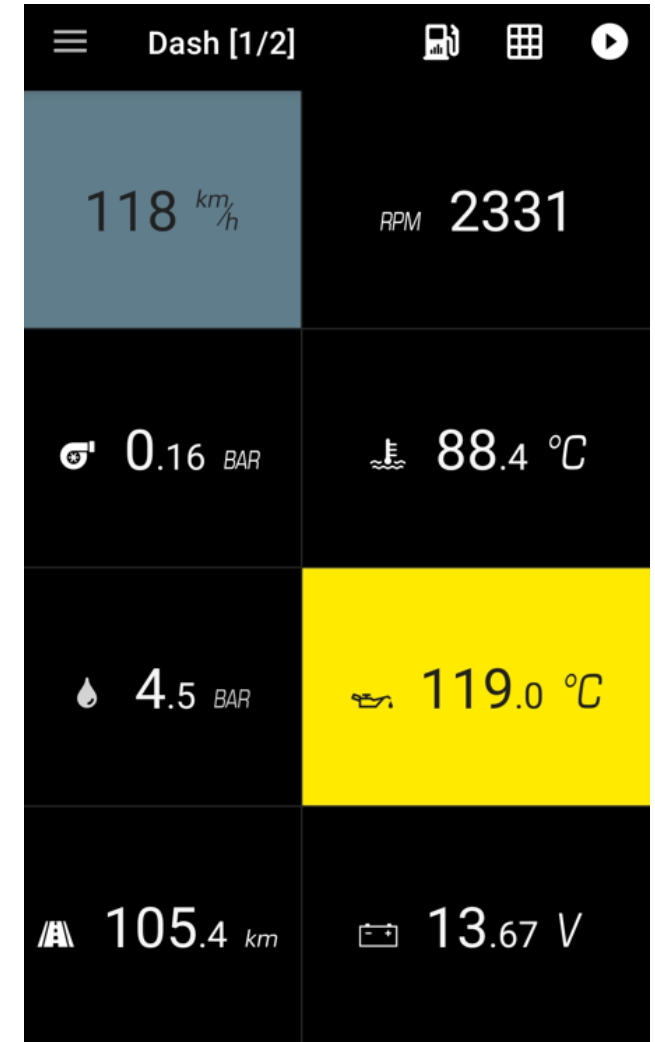 Dash [1/2]
118 km/h
RPM 2331
0.16 BAR
88.4 °C
4.5 BAR
119.0 °C
105.4 km
13.67 V